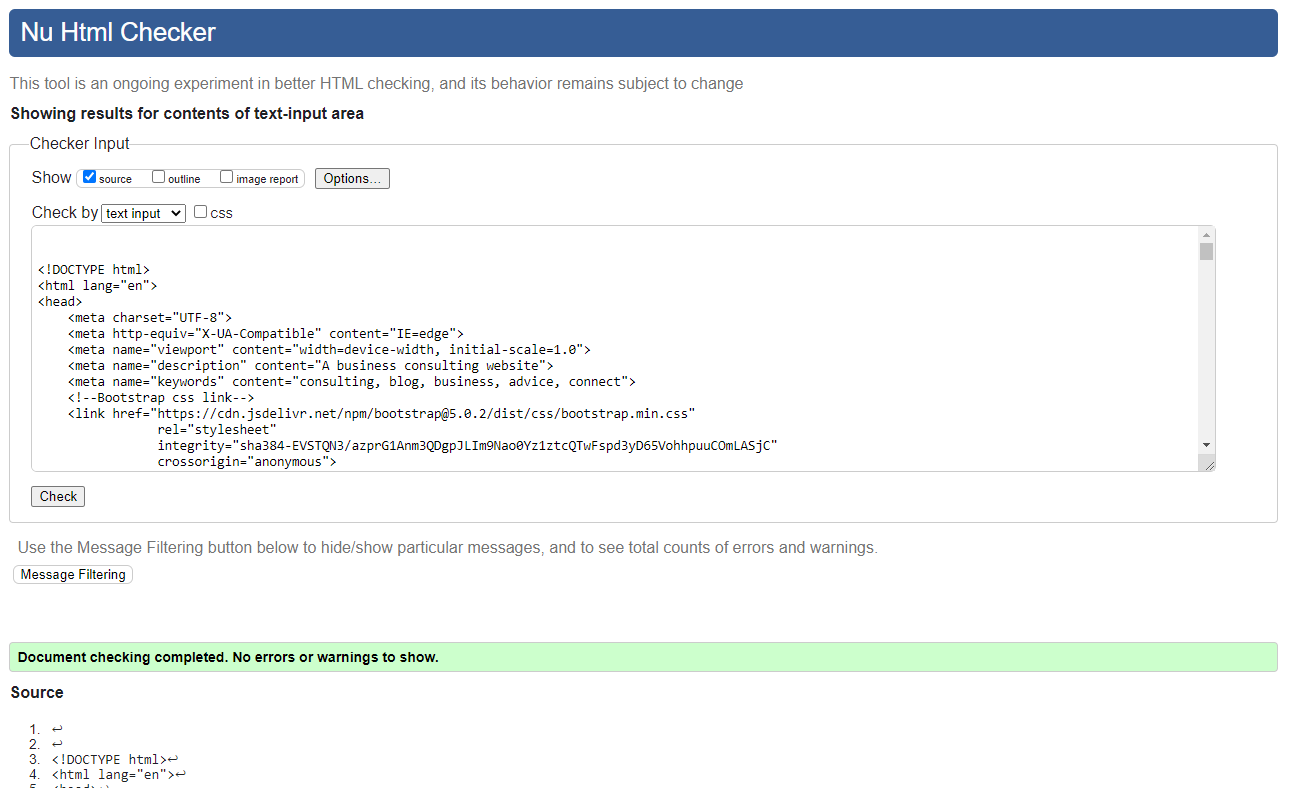 Nu Html Checker
This tool is an ongoing experiment in better HTML checking, and its behavior remains subject to change
Showing results for contents of text-input area
Checker Input
Show source outline image report Options...
Check by text input css
<!DOCTYPE html>
<html lang="en">
<head>
    <meta charset="UTF-8">
    <meta http-equiv="X-UA-Compatible" content="IE=edge">
    <meta name="viewport" content="width=device-width, initial-scale=1.0">
    <meta name="description" content="A business consulting website">
    <meta name="keywords" content="consulting, blog, business, advice, connect">
    <!--Bootstrap css link-->
    <link href="https://cdn.jsdelivr.net/npm/bootstrap@5.0.2/dist/css/bootstrap.min.css"
                rel="stylesheet"
                integrity="sha384-EVSTQN3/azprG1Anm3QDgpJLIm9Nao0Yz1ztcQTwFspd3yD65VohhpuuCOmLASjC"
                crossorigin="anonymous">
Check
Use the Message Filtering button below to hide/show particular messages, and to see total counts of errors and warnings.
Message Filtering
Document checking completed. No errors or warnings to show.
Source
1. ↩
2. ↩
3. <!DOCTYPE html>↩
4. <html lang="en">↩
5. <head>↩